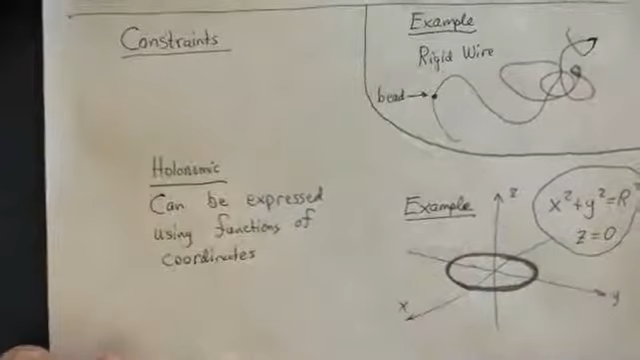 Constraints
Example
Rigid Wire
bead
Holonomic
Can be expressed
using functions of
coordinates
Example
z
x² + y² = R²
z = 0
x
y